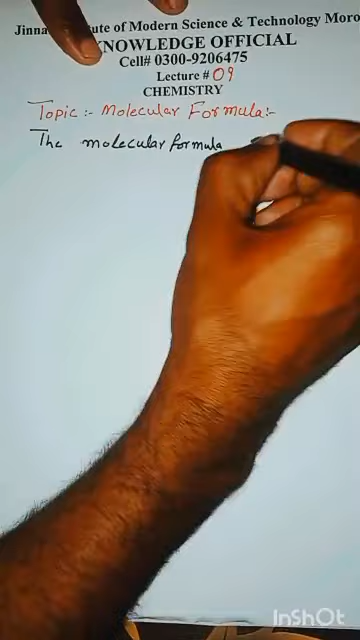 Jinna ute of Modern Science & Technology Moro
KNOWLEDGE OFFICIAL
Cell# 0300-9206475
Lecture # 09
CHEMISTRY
Topic :- Molecular Formula:-
The molecular formula
InShOt